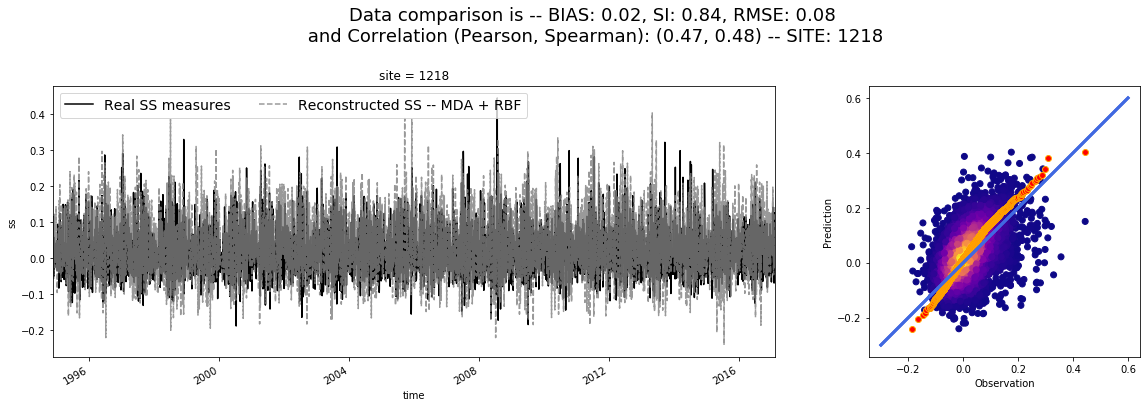 Data comparison is -- BIAS: 0.02, SI: 0.84, RMSE: 0.08
and Correlation (Pearson, Spearman): (0.47, 0.48) -- SITE: 1218
site = 1218
Real SS measures
Reconstructed SS -- MDA + RBF
ss
0.4
0.3
0.2
0.1
0.0
−0.1
−0.2
1996
2000
2004
2008
2012
2016
time
Prediction
0.6
0.4
0.2
0.0
−0.2
−0.2
0.0
0.2
0.4
0.6
Observation